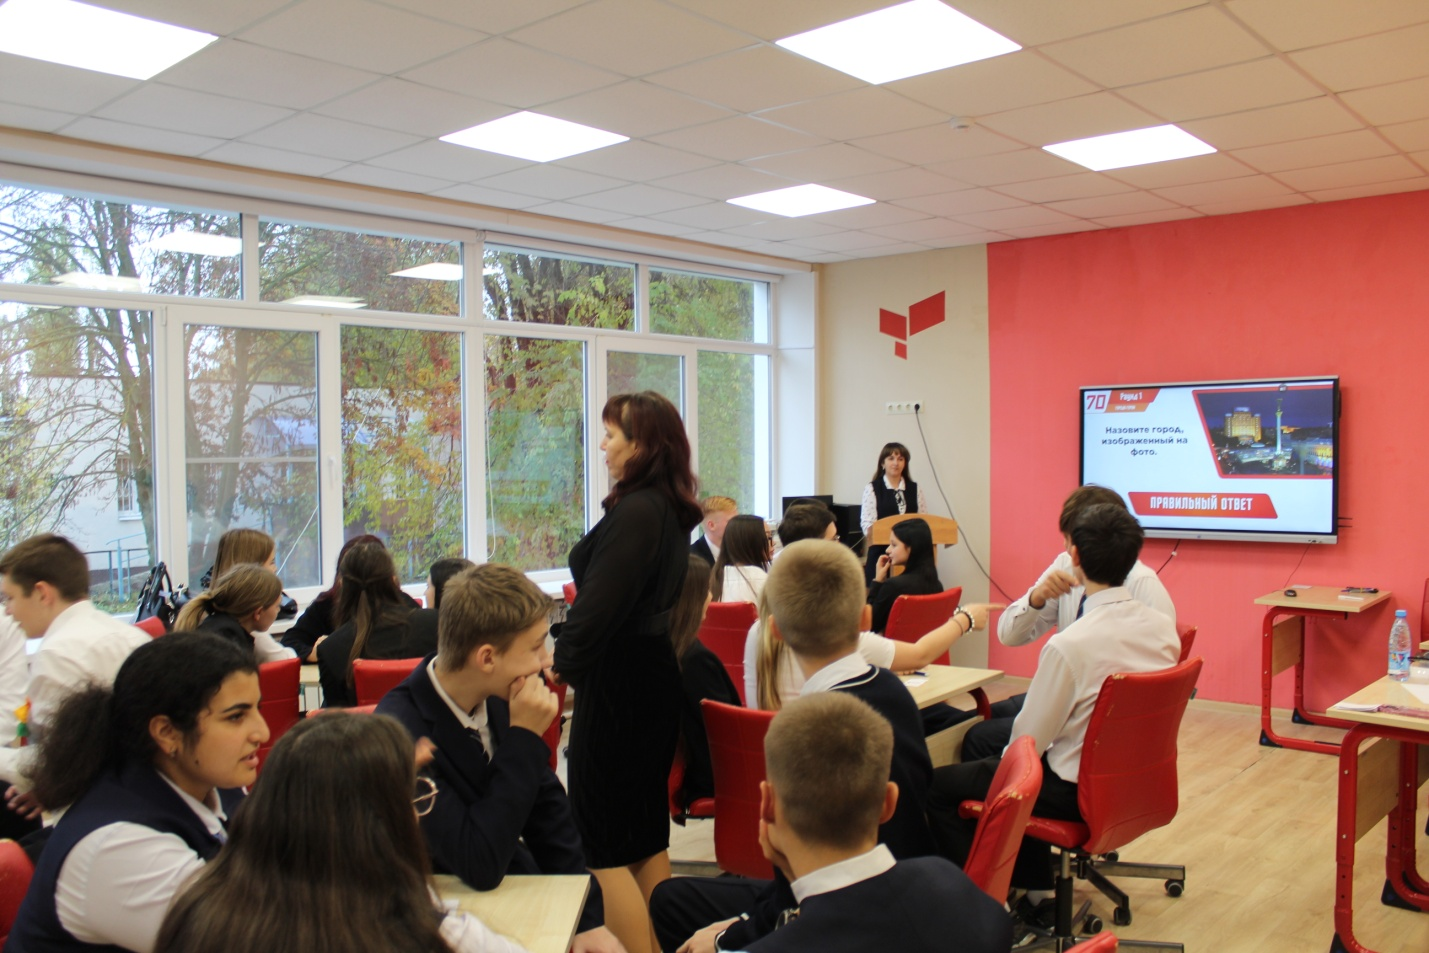 70
Раунд 1
Назовите город,
изображенный на
фото.
ПРАВИЛЬНЫЙ ОТВЕТ